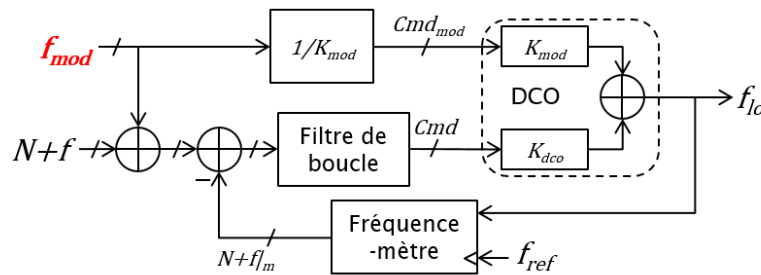 f_mod
1/K_mod
Cmd_mod
K_mod
DCO
f_lo
N+f
Filtre de
boucle
Cmd
K_dco
Fréquence
-mètre
N+f|_m
f_ref